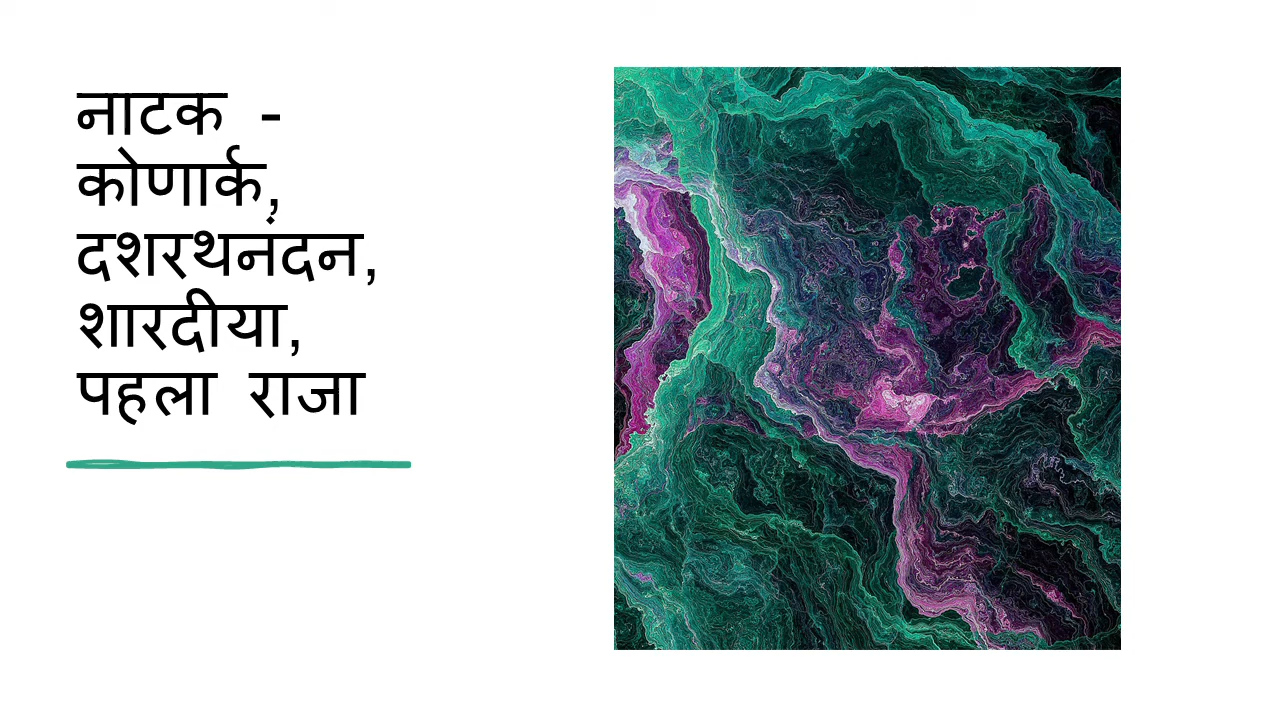 नाटक -
कोणार्क,
दशरथनंदन,
शारदीया,
पहला राजा